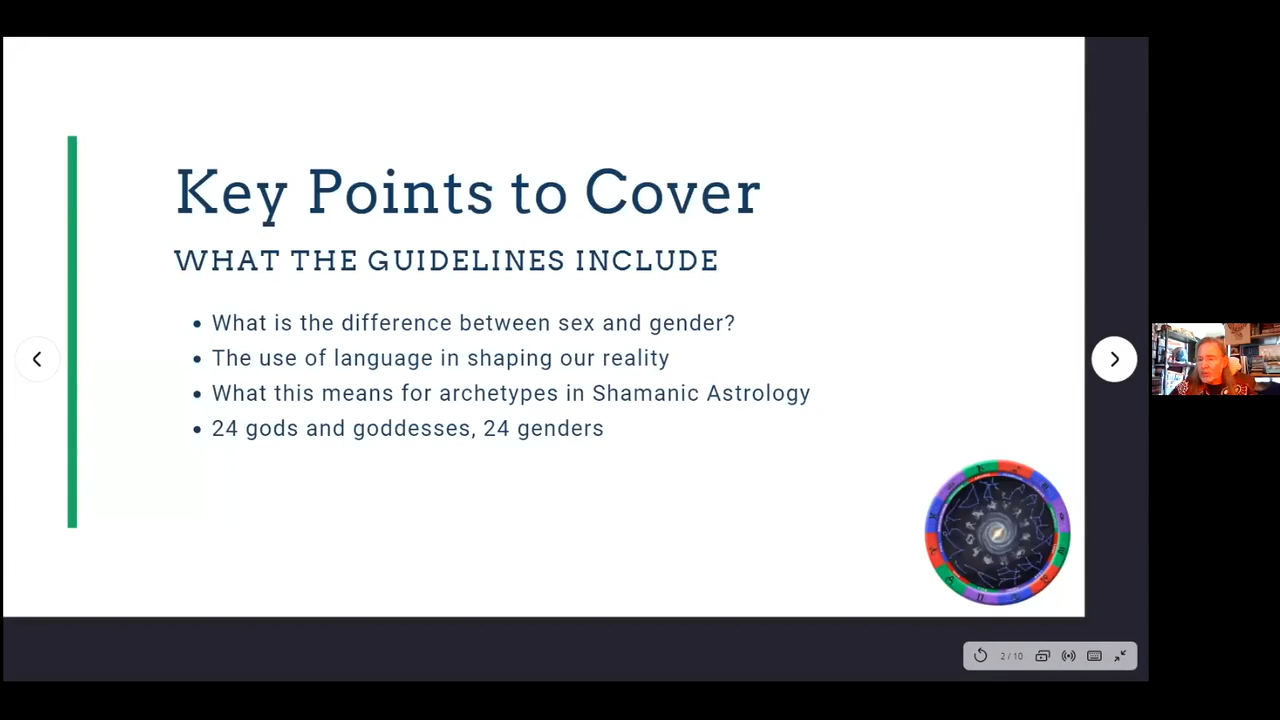 Key Points to Cover
WHAT THE GUIDELINES INCLUDE
• What is the difference between sex and gender?
• The use of language in shaping our reality
• What this means for archetypes in Shamanic Astrology
• 24 gods and goddesses, 24 genders
2 / 10